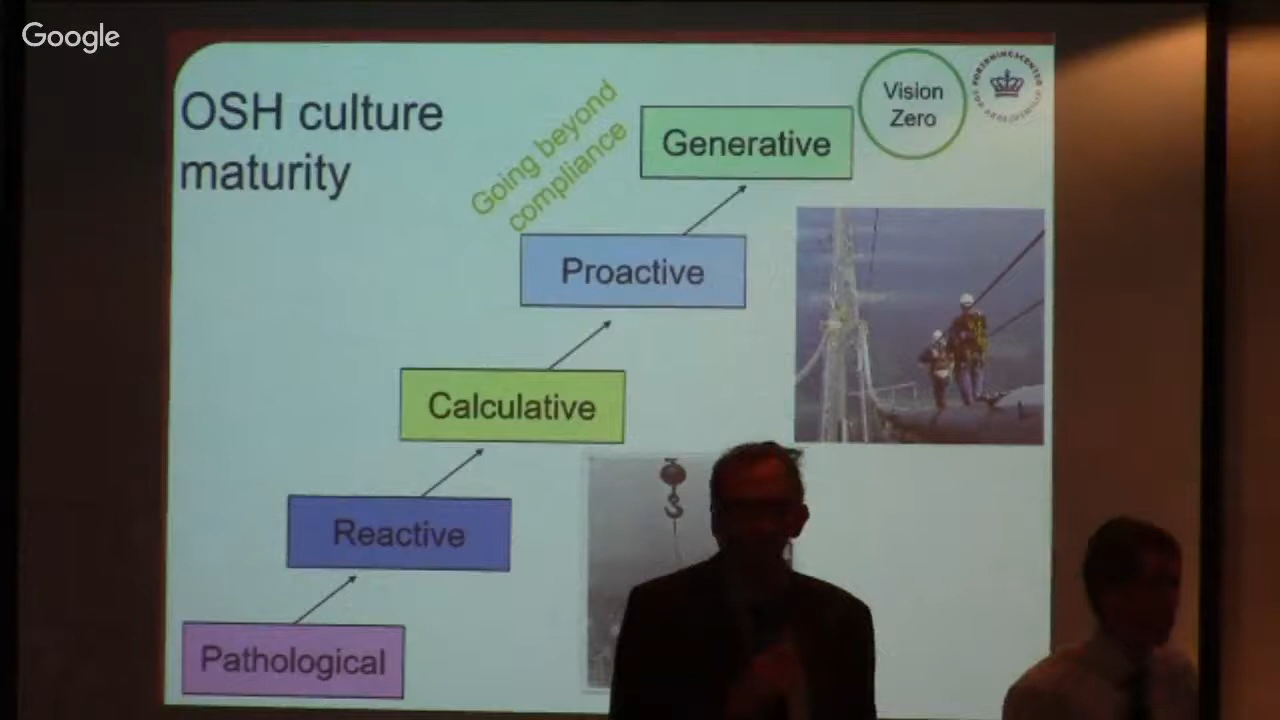 Google
OSH culture
maturity
Going beyond
compliance
Generative
Vision
Zero
Proactive
Calculative
Reactive
Pathological